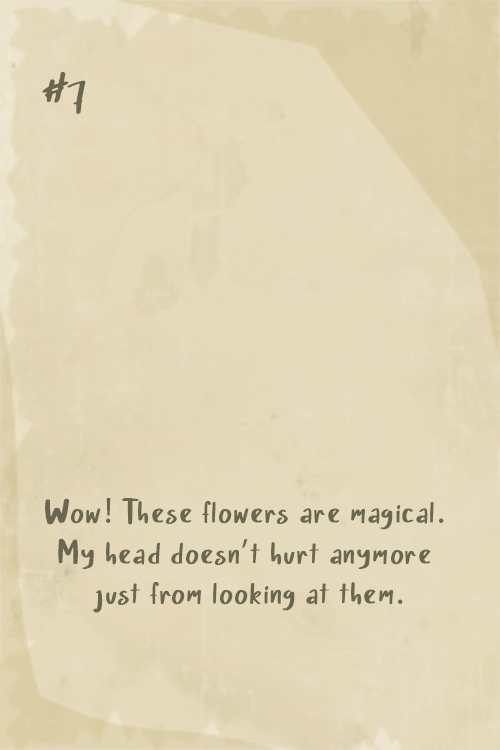 #7
Wow! These flowers are magical.
My head doesn't hurt anymore
just from looking at them.